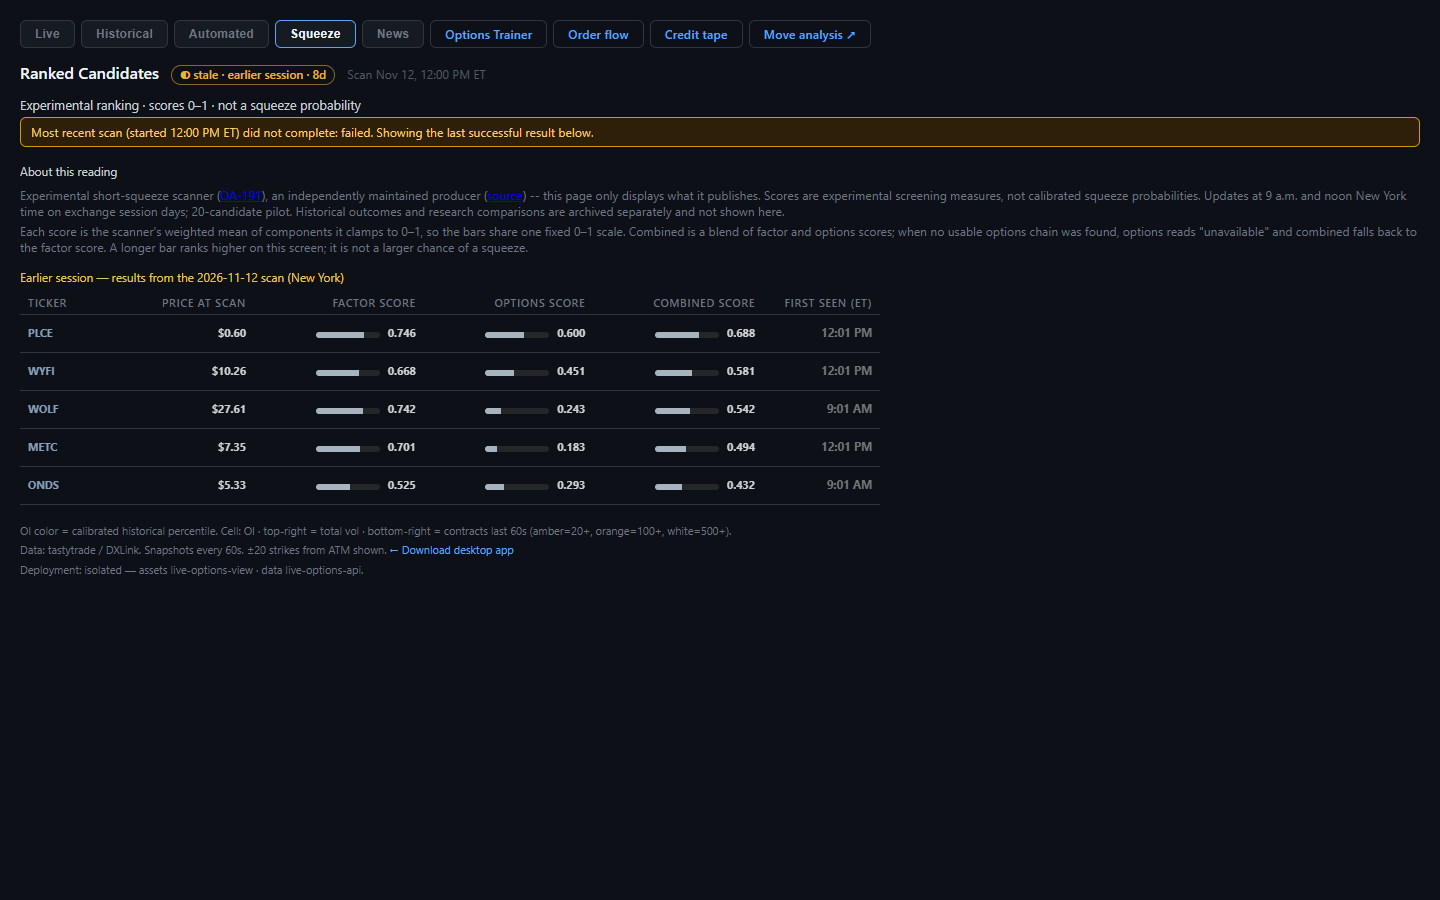 Live Historical Automated Squeeze News Options Trainer Order flow Credit tape Move analysis ↗
Ranked Candidates ◐ stale · earlier session · 8d Scan Nov 12, 12:00 PM ET
Experimental ranking · scores 0–1 · not a squeeze probability
Most recent scan (started 12:00 PM ET) did not complete: failed. Showing the last successful result below.
About this reading
Experimental short-squeeze scanner (OA-191), an independently maintained producer (source) -- this page only displays what it publishes. Scores are experimental screening measures, not calibrated squeeze probabilities. Updates at 9 a.m. and noon New York
time on exchange session days; 20-candidate pilot. Historical outcomes and research comparisons are archived separately and not shown here.
Each score is the scanner's weighted mean of components it clamps to 0–1, so the bars share one fixed 0–1 scale. Combined is a blend of factor and options scores; when no usable options chain was found, options reads "unavailable" and combined falls back to
the factor score. A longer bar ranks higher on this screen; it is not a larger chance of a squeeze.
Earlier session — results from the 2026-11-12 scan (New York)
TICKER PRICE AT SCAN FACTOR SCORE OPTIONS SCORE COMBINED SCORE FIRST SEEN (ET)
PLCE $0.60 0.746 0.600 0.688 12:01 PM
WYFI $10.26 0.668 0.451 0.581 12:01 PM
WOLF $27.61 0.742 0.243 0.542 9:01 AM
METC $7.35 0.701 0.183 0.494 12:01 PM
ONDS $5.33 0.525 0.293 0.432 9:01 AM
OI color = calibrated historical percentile. Cell: OI · top-right = total vol · bottom-right = contracts last 60s (amber=20+, orange=100+, white=500+).
Data: tastytrade / DXLink. Snapshots every 60s. ±20 strikes from ATM shown. ← Download desktop app
Deployment: isolated — assets live-options-view · data live-options-api.